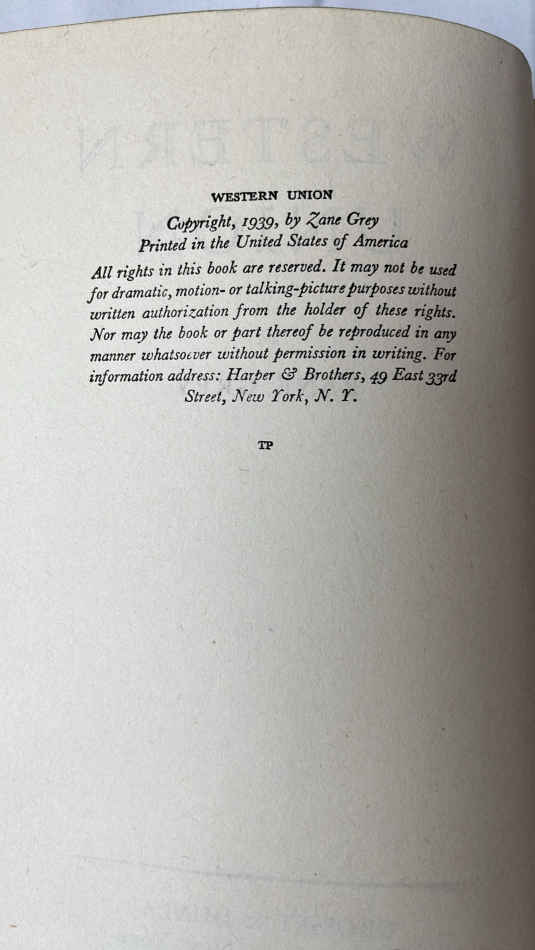 WESTERN UNION
Copyright, 1939, by Zane Grey
Printed in the United States of America
All rights in this book are reserved. It may not be used
for dramatic, motion- or talking-picture purposes without
written authorization from the holder of these rights.
Nor may the book or part thereof be reproduced in any
manner whatsoever without permission in writing. For
information address: Harper & Brothers, 49 East 33rd
Street, New York, N. Y.
TP